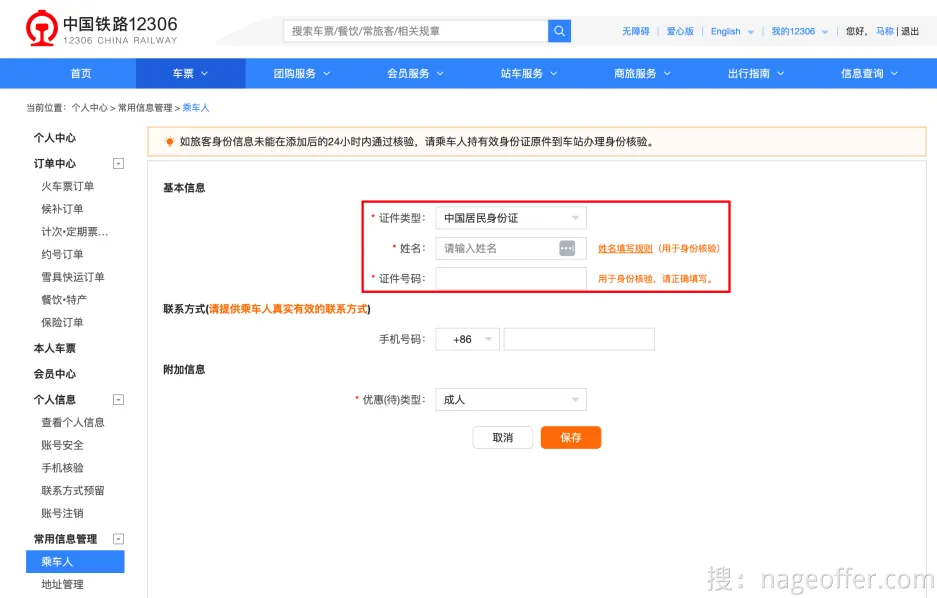 中国铁路12306
12306 CHINA RAILWAY
搜索车票/餐饮/常旅客/相关规章
无障碍 | 爱心版 | English | 我的12306 | 您好，马称 | 退出
首页 车票 团购服务 会员服务 站车服务 商旅服务 出行指南 信息查询
当前位置：个人中心 > 常用信息管理 > 乘车人
个人中心
订单中心
火车票订单
候补订单
计次•定期票...
约号订单
雪具快运订单
餐饮•特产
保险订单
本人车票
会员中心
个人信息
查看个人信息
账号安全
手机核验
联系方式预留
账号注销
常用信息管理
乘车人
地址管理
如旅客身份信息未能在添加后的24小时内通过核验，请乘车人持有效身份证原件到车站办理身份核验。
基本信息
* 证件类型： 中国居民身份证
* 姓名： 请输入姓名 姓名填写规则（用于身份核验）
* 证件号码： 用于身份核验，请正确填写。
联系方式(请提供乘车人真实有效的联系方式)
手机号码： +86
附加信息
* 优惠(待)类型： 成人
取消 保存
搜：nageoffer.com